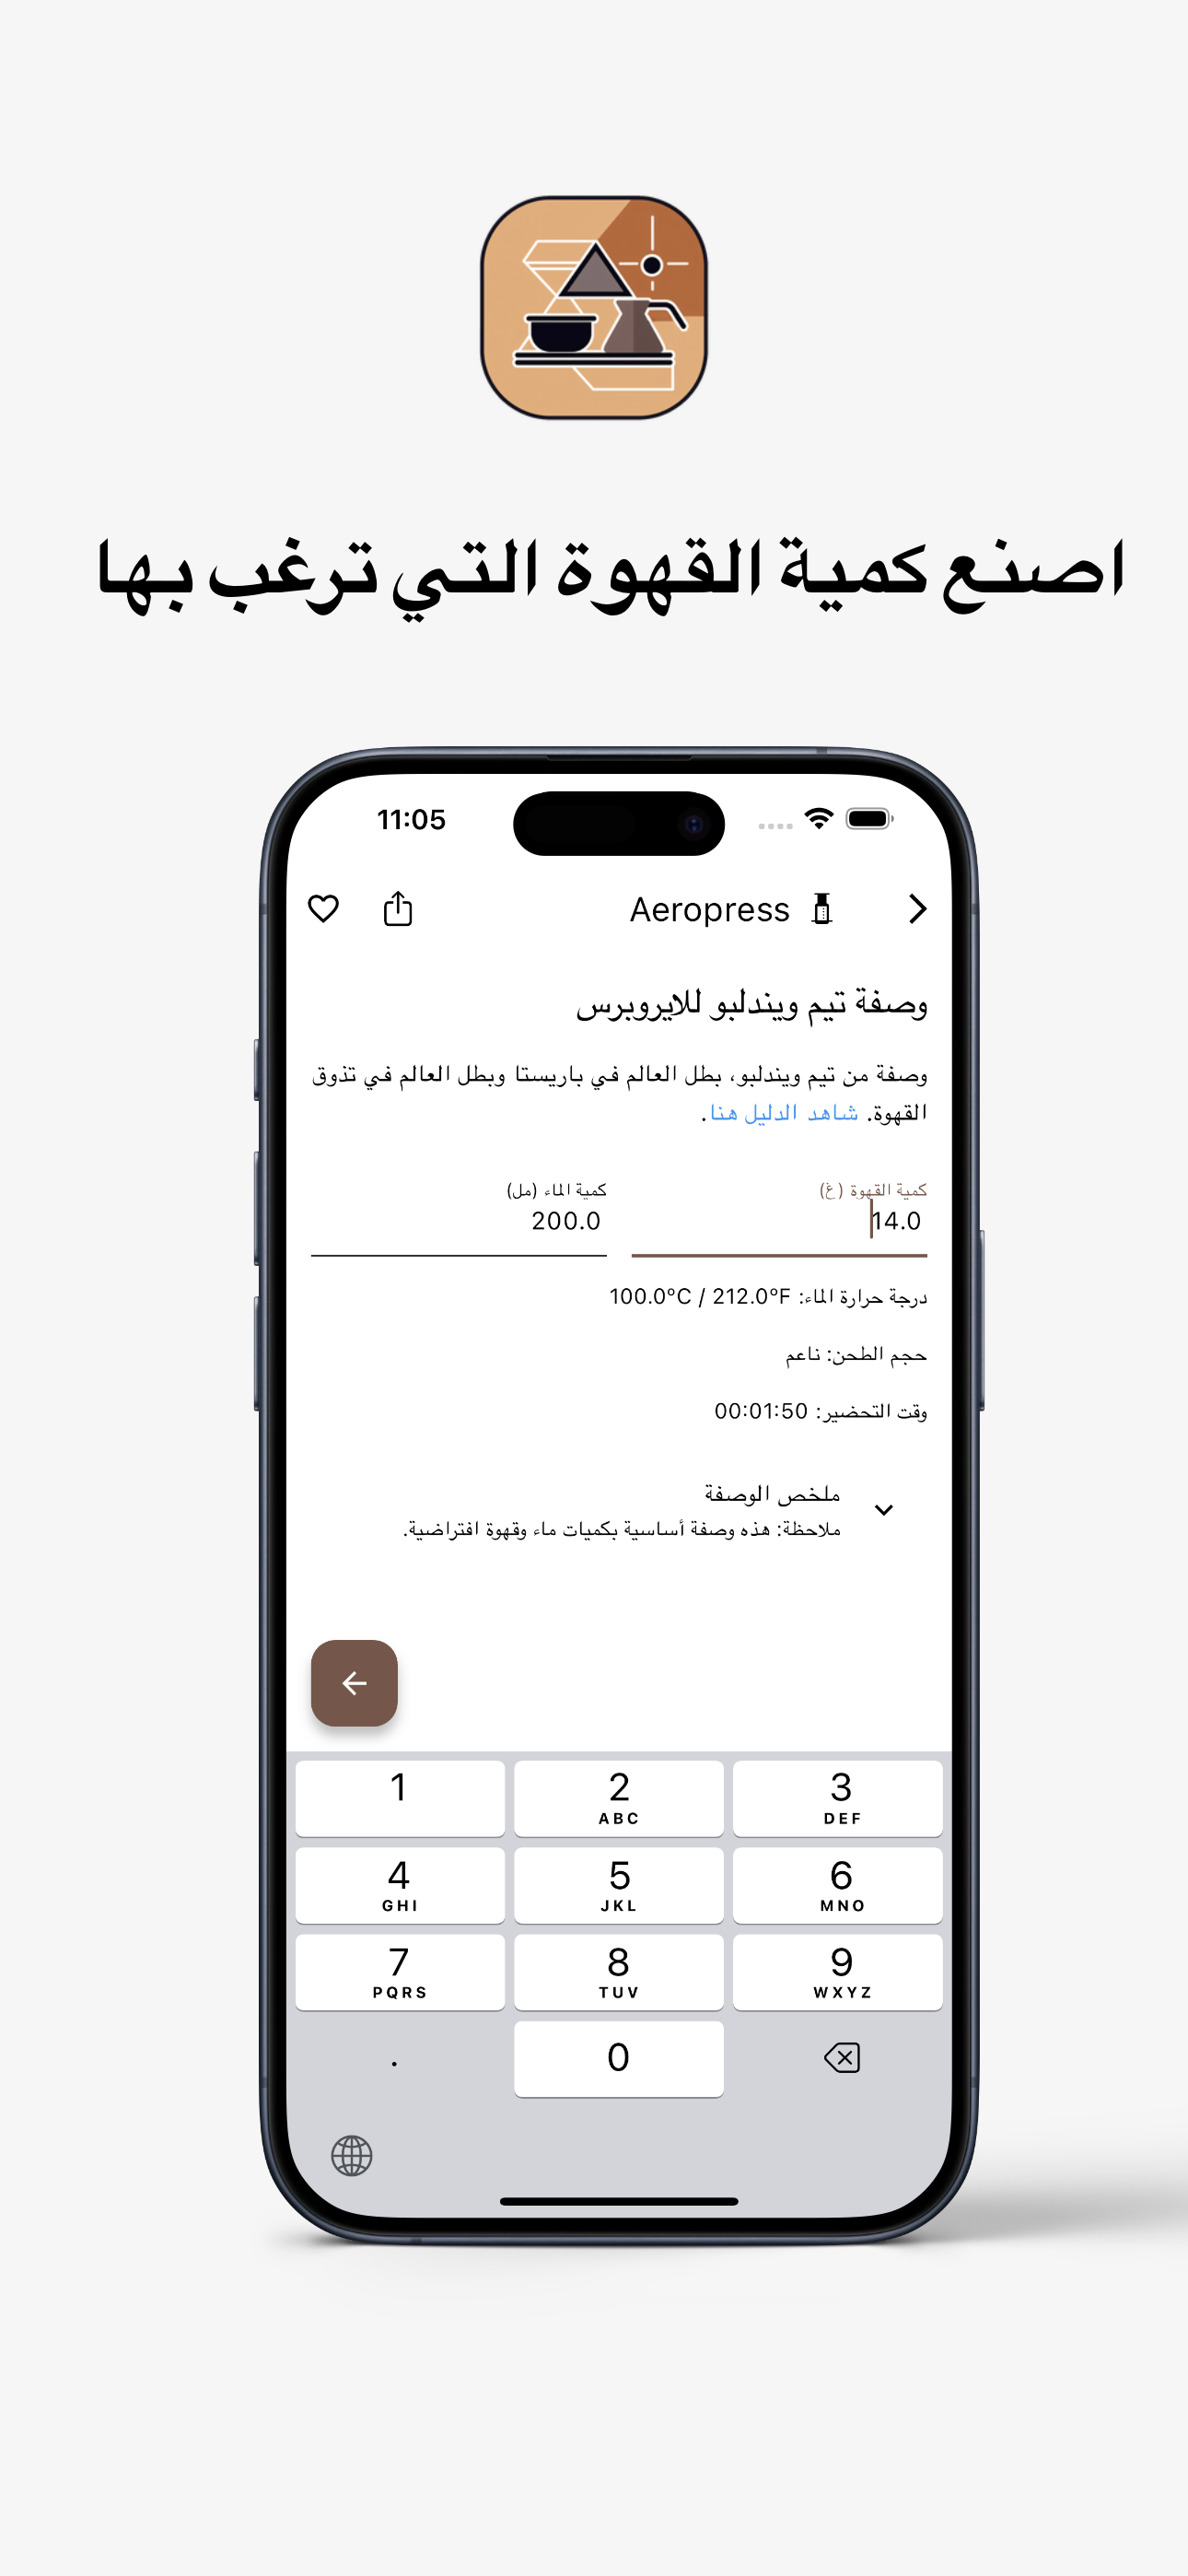 اصنع كمية القهوة التي ترغب بها
11:05
Aeropress
وصفة تيم ويندلبو للايروبرس
وصفة من تيم ويندلبو، بطل العالم في باريستا وبطل العالم في تذوق
القهوة. شاهد الدليل هنا.
كمية القهوة (غ)
14.0
كمية الماء (مل)
200.0
درجة حرارة الماء: 100.0ºC / 212.0ºF
حجم الطحن: ناعم
وقت التحضير: 00:01:50
ملخص الوصفة
ملاحظة: هذه وصفة أساسية بكميات ماء وقهوة افتراضية.
1
2
ABC
3
DEF
4
GHI
5
JKL
6
MNO
7
PQRS
8
TUV
9
WXYZ
.
0